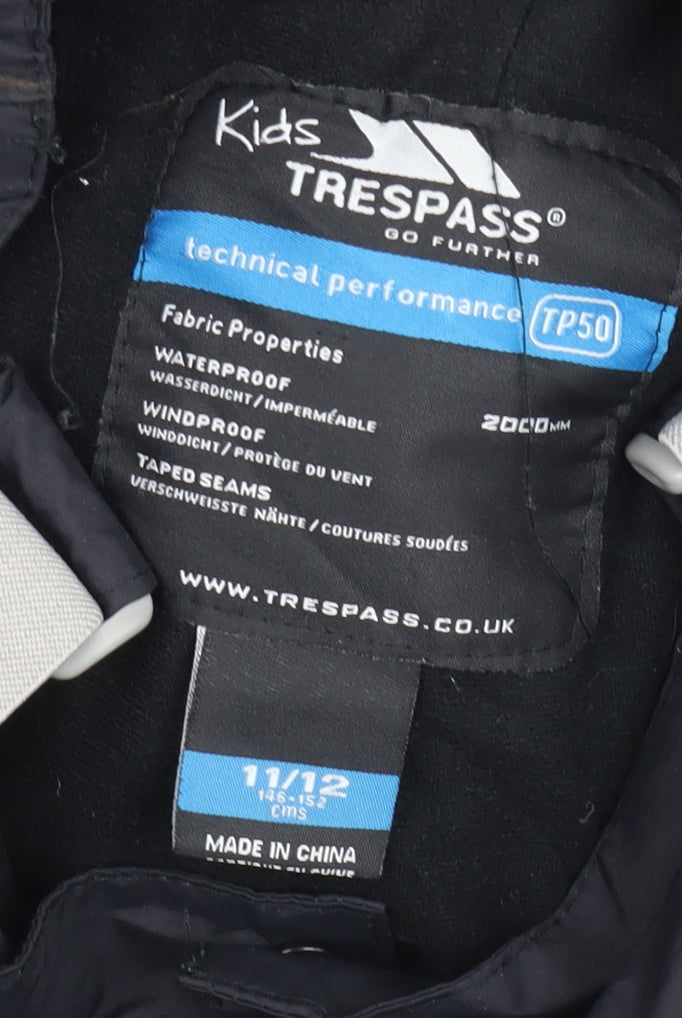 Kids
TRESPASS®
GO FURTHER
technical performance TP50
Fabric Properties
WATERPROOF 2000MM
WASSERDICHT/IMPERMÉABLE
WINDPROOF
WINDDICHT/PROTÈGE DU VENT
TAPED SEAMS
VERSCHWEISSTE NÄHTE/COUTURES SOUDÉES
WWW.TRESPASS.CO.UK
11/12
146-152
cms
MADE IN CHINA